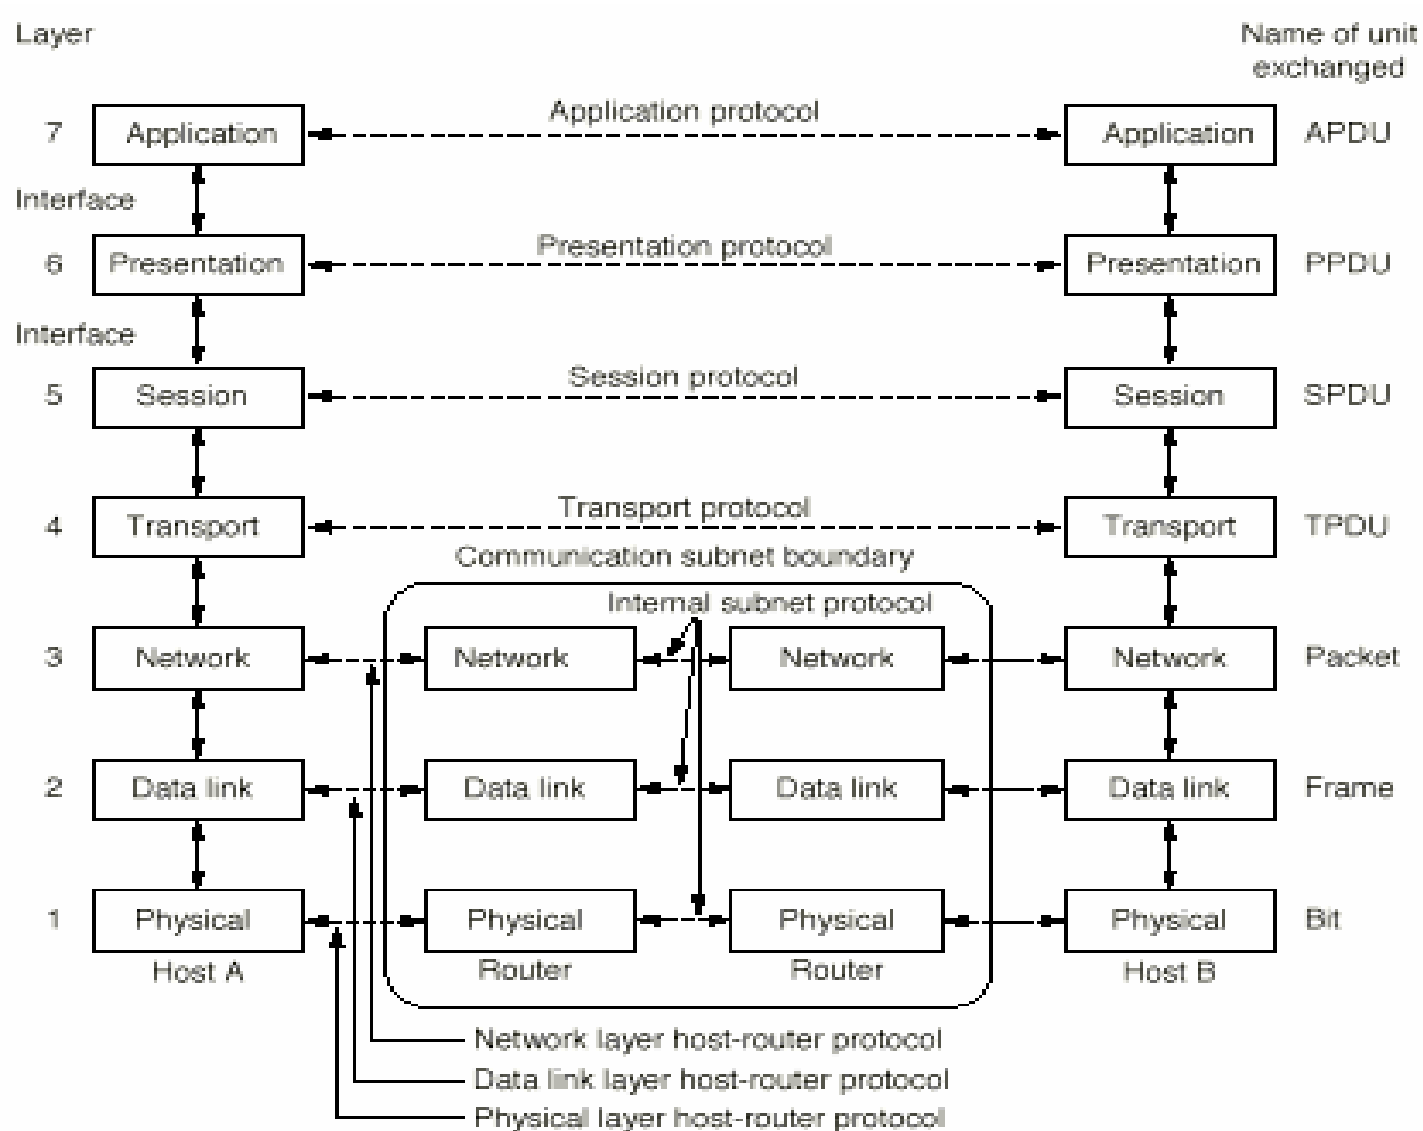 Layer
Name of unit
exchanged
7 Application Application protocol Application APDU
Interface
6 Presentation Presentation protocol Presentation PPDU
Interface
5 Session Session protocol Session SPDU
4 Transport Transport protocol Transport TPDU
Communication subnet boundary
Internal subnet protocol
3 Network Network Network Network Packet
2 Data link Data link Data link Data link Frame
1 Physical Physical Physical Physical Bit
Host A Router Router Host B
Network layer host-router protocol
Data link layer host-router protocol
Physical layer host-router protocol